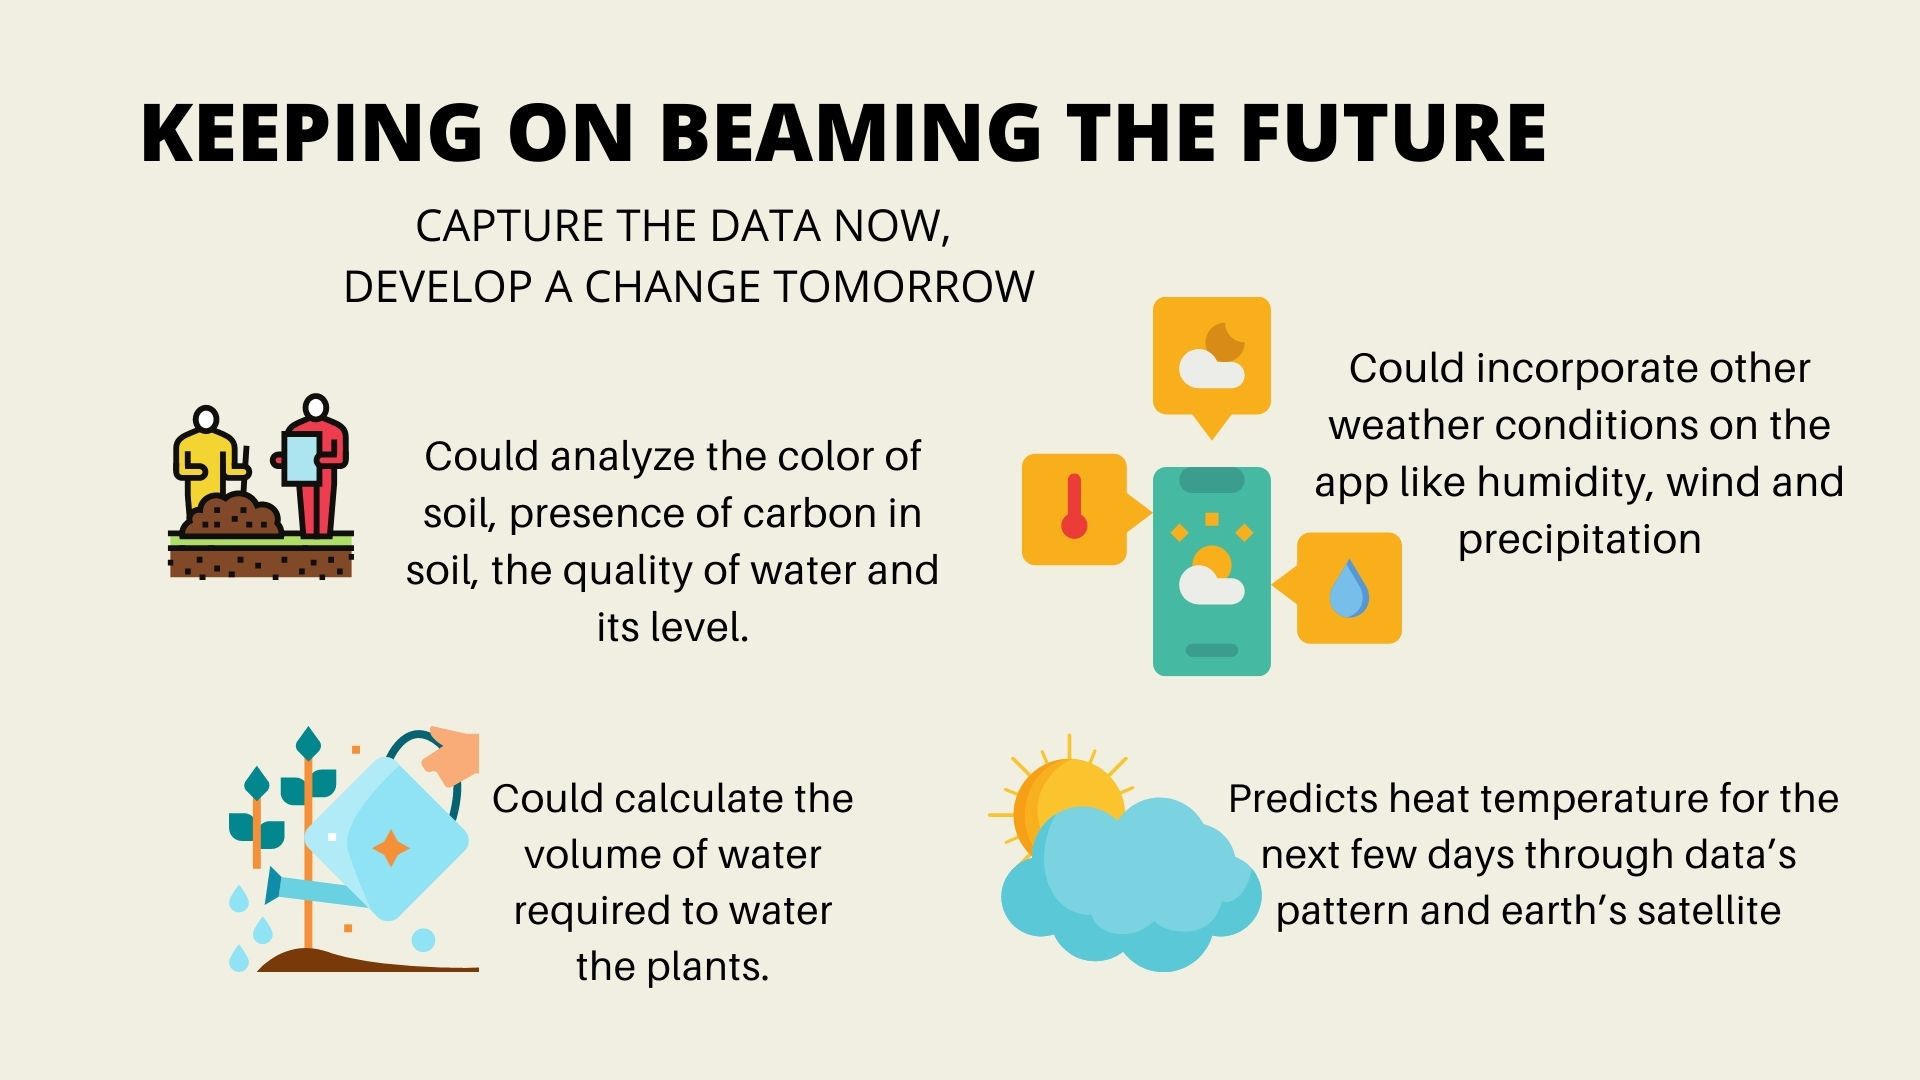 KEEPING ON BEAMING THE FUTURE
CAPTURE THE DATA NOW,
DEVELOP A CHANGE TOMORROW
Could analyze the color of
soil, presence of carbon in
soil, the quality of water and
its level.
Could incorporate other
weather conditions on the
app like humidity, wind and
precipitation
Could calculate the
volume of water
required to water
the plants.
Predicts heat temperature for the
next few days through data’s
pattern and earth’s satellite